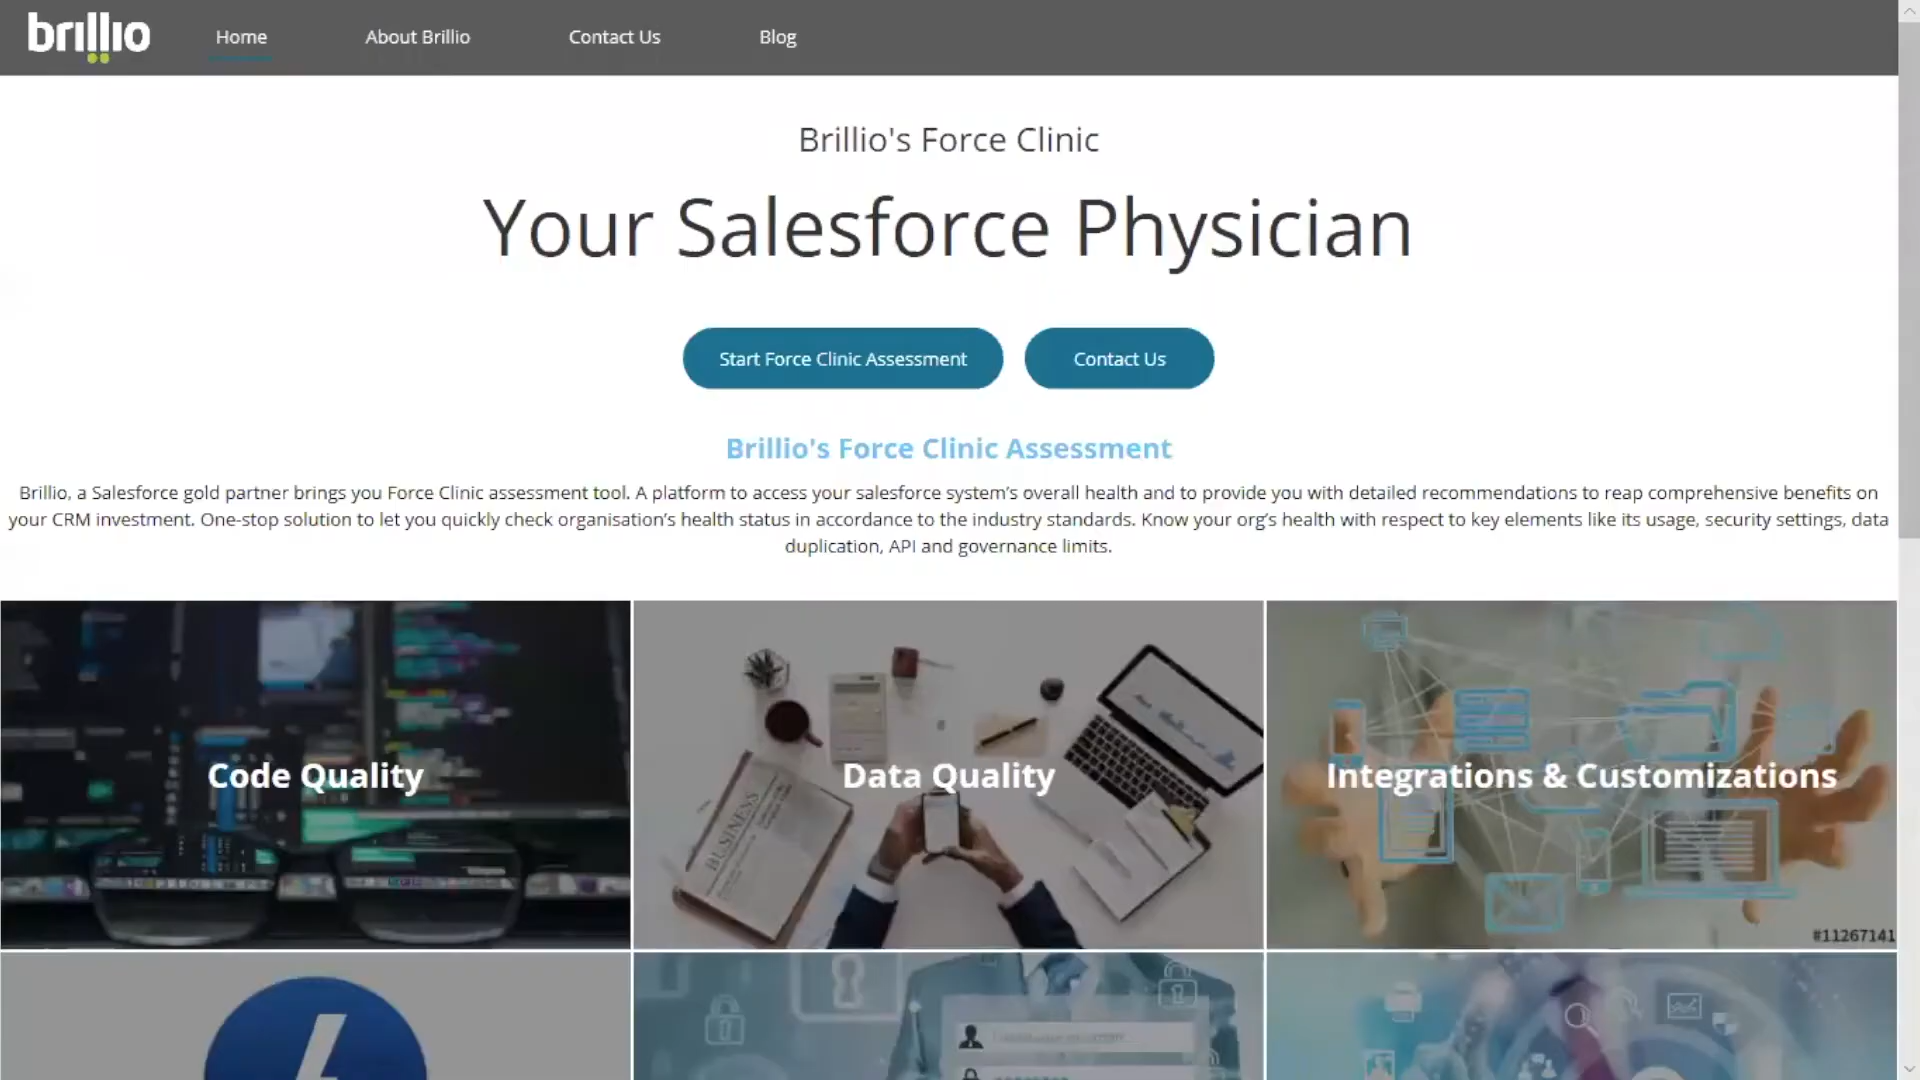 brillio
Home
About Brillio
Contact Us
Blog
Brillio's Force Clinic
Your Salesforce Physician
Start Force Clinic Assessment
Contact Us
Brillio's Force Clinic Assessment
Brillio, a Salesforce gold partner brings you Force Clinic assessment tool. A platform to access your salesforce system’s overall health and to provide you with detailed recommendations to reap comprehensive benefits on
your CRM investment. One-stop solution to let you quickly check organisation’s health status in accordance to the industry standards. Know your org’s health with respect to key elements like its usage, security settings, data
duplication, API and governance limits.
Code Quality
Data Quality
Integrations & Customizations
BUSINESS
#11267141